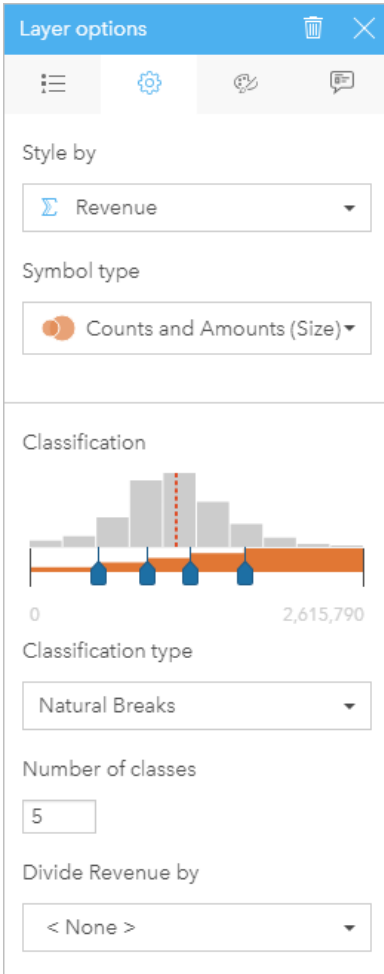 Layer options
Style by
Revenue
Symbol type
Counts and Amounts (Size)
Classification
0 2,615,790
Classification type
Natural Breaks
Number of classes
5
Divide Revenue by
< None >